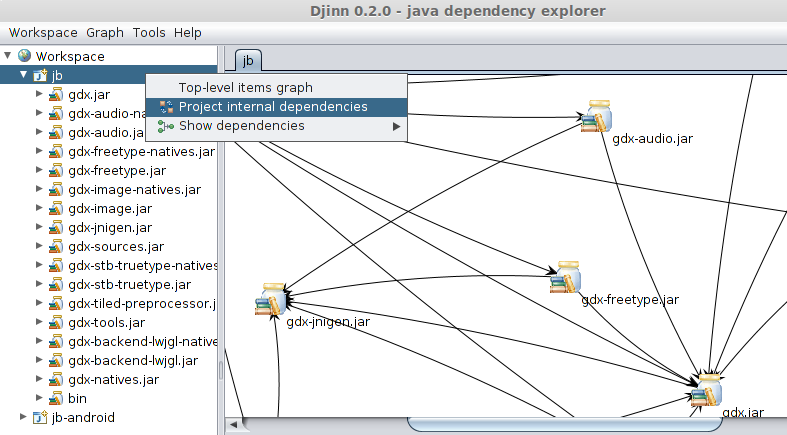 Djinn 0.2.0 - java dependency explorer
Workspace Graph Tools Help
Workspace
jb
gdx.jar
gdx-audio-na
gdx-audio.ja
gdx-freetype-natives.jar
gdx-freetype.jar
gdx-image-natives.jar
gdx-image.jar
gdx-jnigen.jar
gdx-sources.jar
gdx-stb-truetype-natives
gdx-stb-truetype.jar
gdx-tiled-preprocessor.j
gdx-tools.jar
gdx-backend-lwjgl-native
gdx-backend-lwjgl.jar
gdx-natives.jar
bin
jb-android
Top-level items graph
Project internal dependencies
Show dependencies
jb
gdx-audio.jar
gdx-freetype.jar
gdx-jnigen.jar
gdx.jar